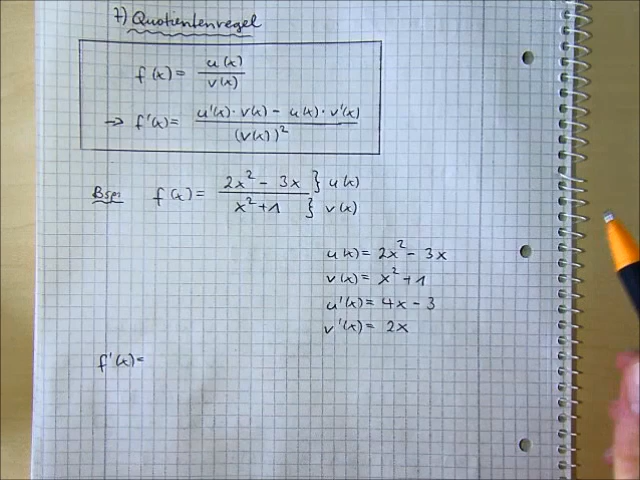 7) Quotientenregel
f(x) = u(x) / v(x)
→ f'(x) = u'(x) · v(x) - u(x) · v'(x) / (v(x))²
Bsp: f(x) = 2x² - 3x } u(x) / x² + 1 } v(x)
u(x) = 2x² - 3x
v(x) = x² + 1
u'(x) = 4x - 3
v'(x) = 2x
f'(x) =